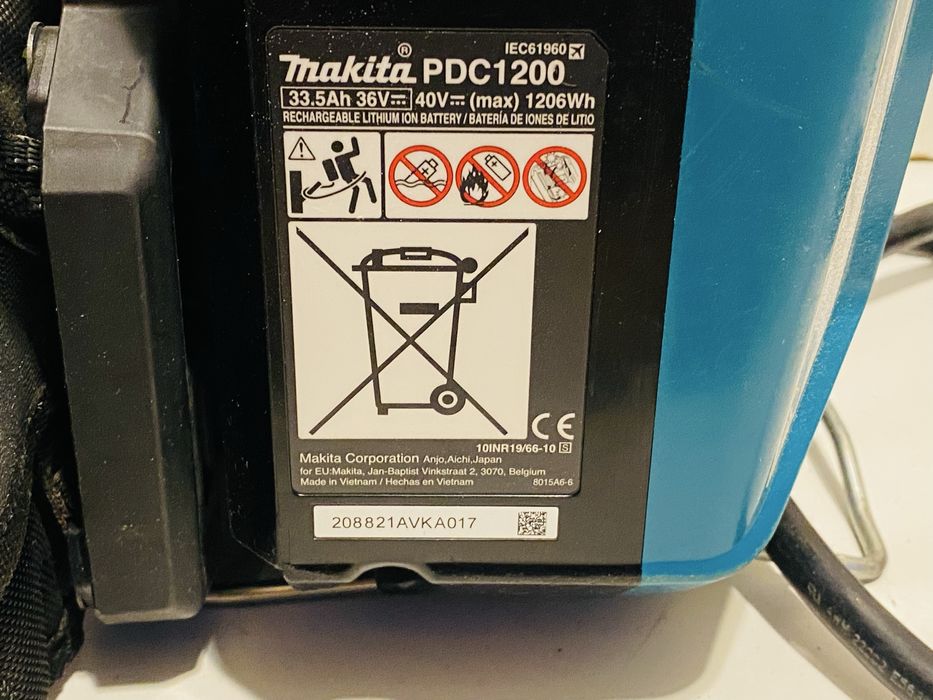 IEC61960
makita® PDC1200
33.5Ah 36V⎓ 40V⎓ (max) 1206Wh
RECHARGEABLE LITHIUM ION BATTERY / BATERÍA DE IONES DE LITIO
CE
10INR19/66-10 S
Makita Corporation Anjo,Aichi,Japan
for EU:Makita, Jan-Baptist Vinkstraat 2, 3070, Belgium
Made in Vietnam / Hechas en Vietnam 8015A6-6
208821AVKA017